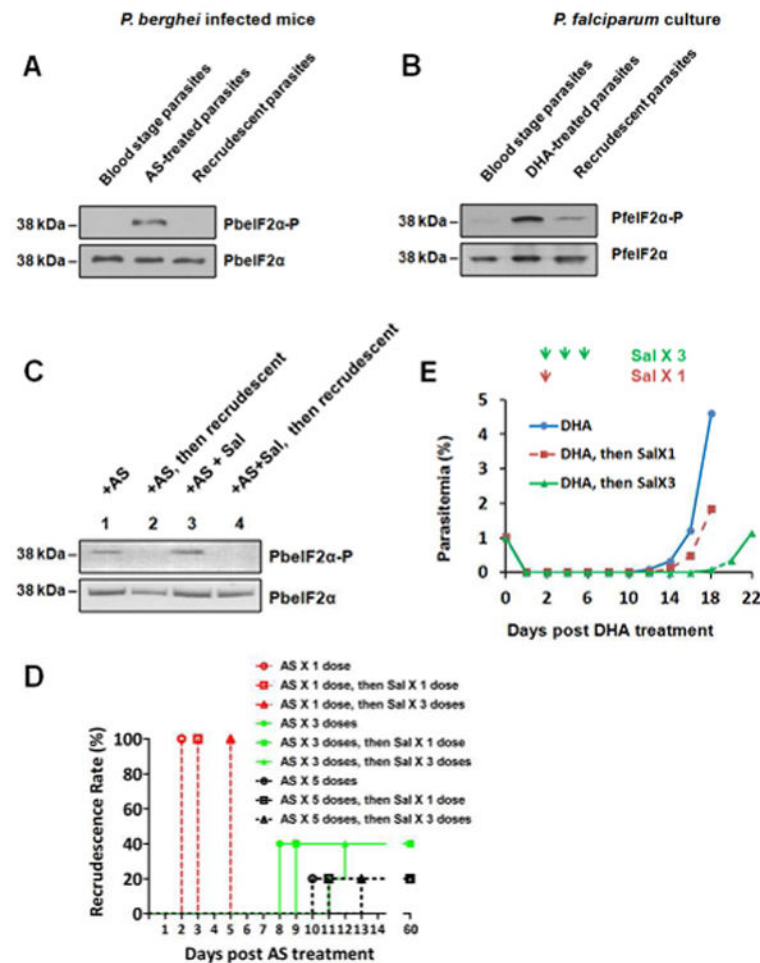 P. berghei infected mice
P. falciparum culture
A
Blood stage parasites
AS-treated parasites
Recrudescent parasites
38 kDa
PbeIF2α-P
38 kDa
PbeIF2α
B
Blood stage parasites
DHA-treated parasites
Recrudescent parasites
38 kDa
PfeIF2α-P
38 kDa
PfeIF2α
C
+AS
+AS, then recrudescent
+AS + Sal
+AS+Sal, then recrudescent
1 2 3 4
38 kDa
PbeIF2α-P
38 kDa
PbeIF2α
E
Sal X 3
Sal X 1
DHA
DHA, then SalX1
DHA, then SalX3
Parasitemia (%)
5
4
3
2
1
0
0 2 4 6 8 10 12 14 16 18 20 22
Days post DHA treatment
D
AS X 1 dose
AS X 1 dose, then Sal X 1 dose
AS X 1 dose, then Sal X 3 doses
AS X 3 doses
AS X 3 doses, then Sal X 1 dose
AS X 3 doses, then Sal X 3 doses
AS X 5 doses
AS X 5 doses, then Sal X 1 dose
AS X 5 doses, then Sal X 3 doses
Recrudescence Rate (%)
100
80
60
40
20
0
1 2 3 4 5 6 7 8 9 10 11 12 13 14 60
Days post AS treatment